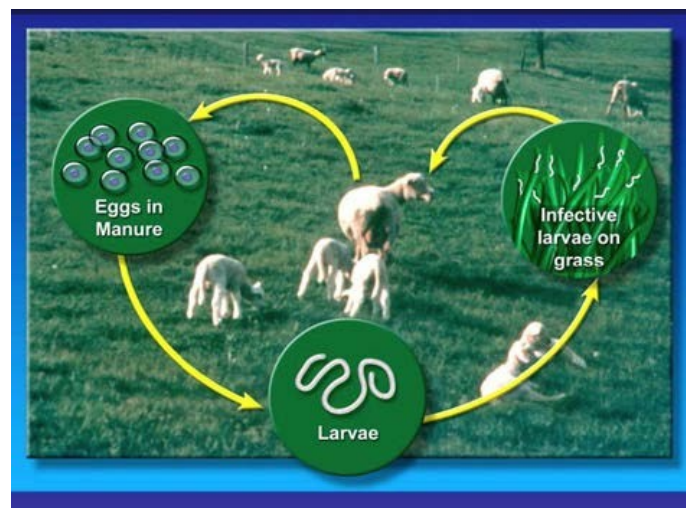 Eggs in
Manure
Infective
larvae on
grass
Larvae